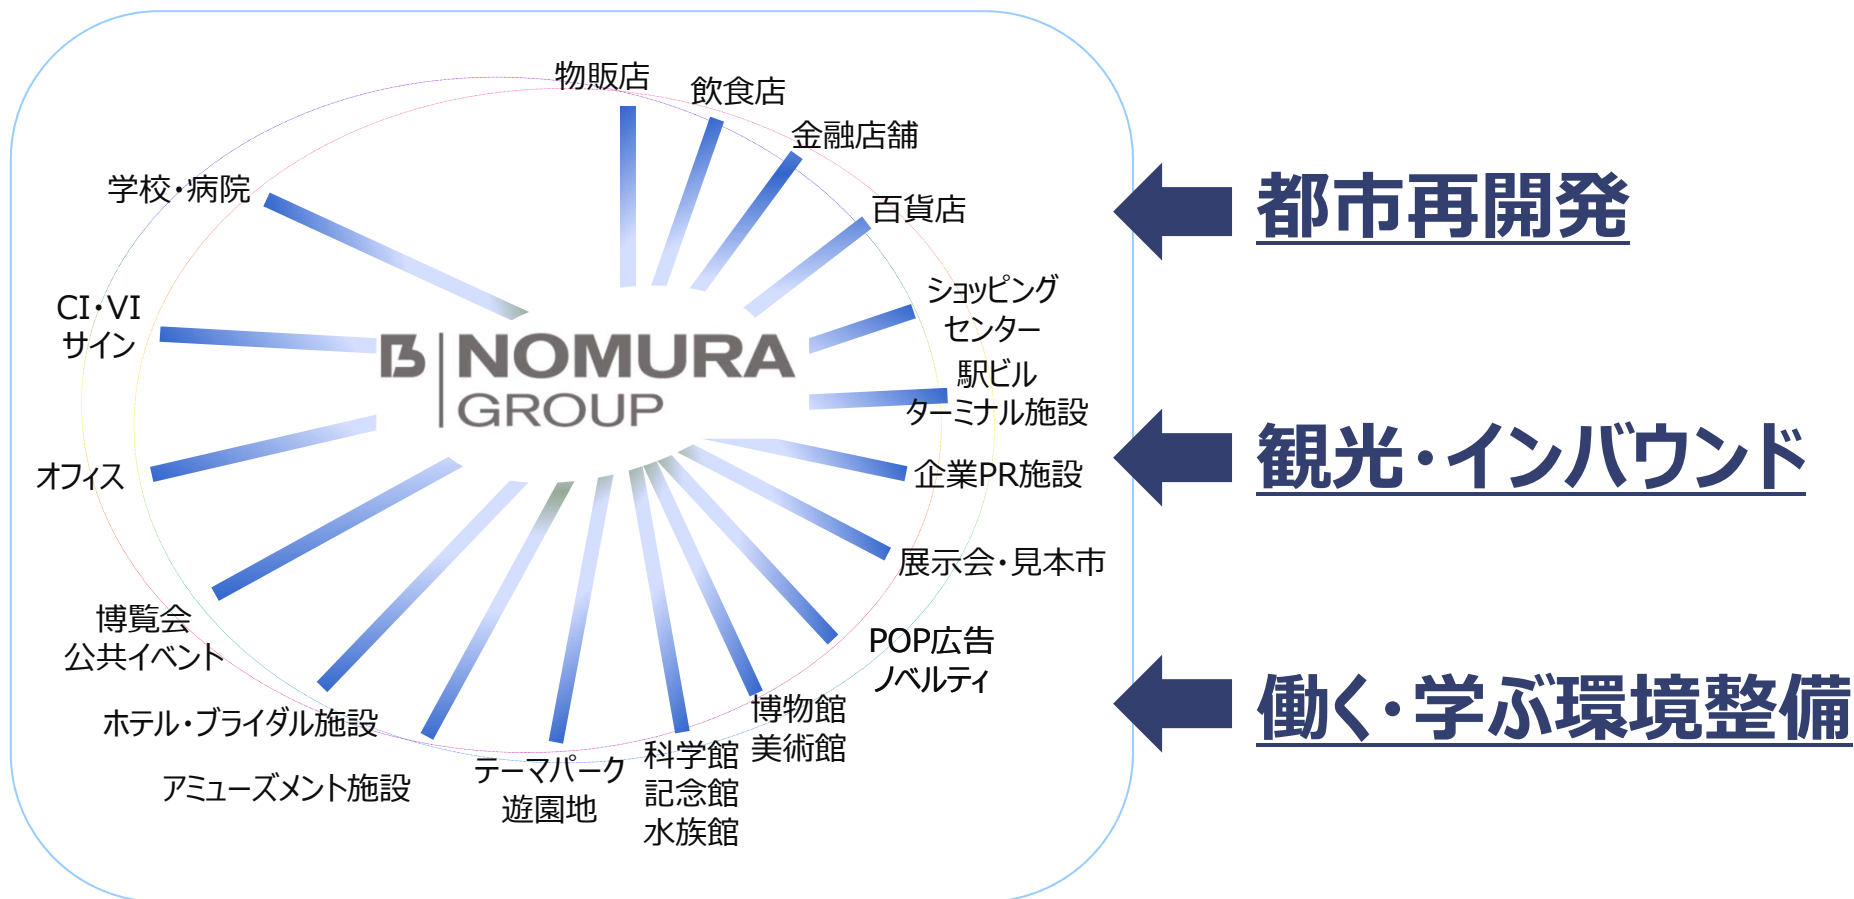 物販店
飲食店
金融店舗
百貨店
ショッピング
センター
駅ビル
ターミナル施設
企業PR施設
展示会・見本市
POP広告
ノベルティ
博物館
美術館
科学館
記念館
水族館
テーマパーク
遊園地
アミューズメント施設
ホテル・ブライダル施設
博覧会
公共イベント
オフィス
CI・VI
サイン
学校・病院
NOMURA
GROUP
都市再開発
観光・インバウンド
働く・学ぶ環境整備